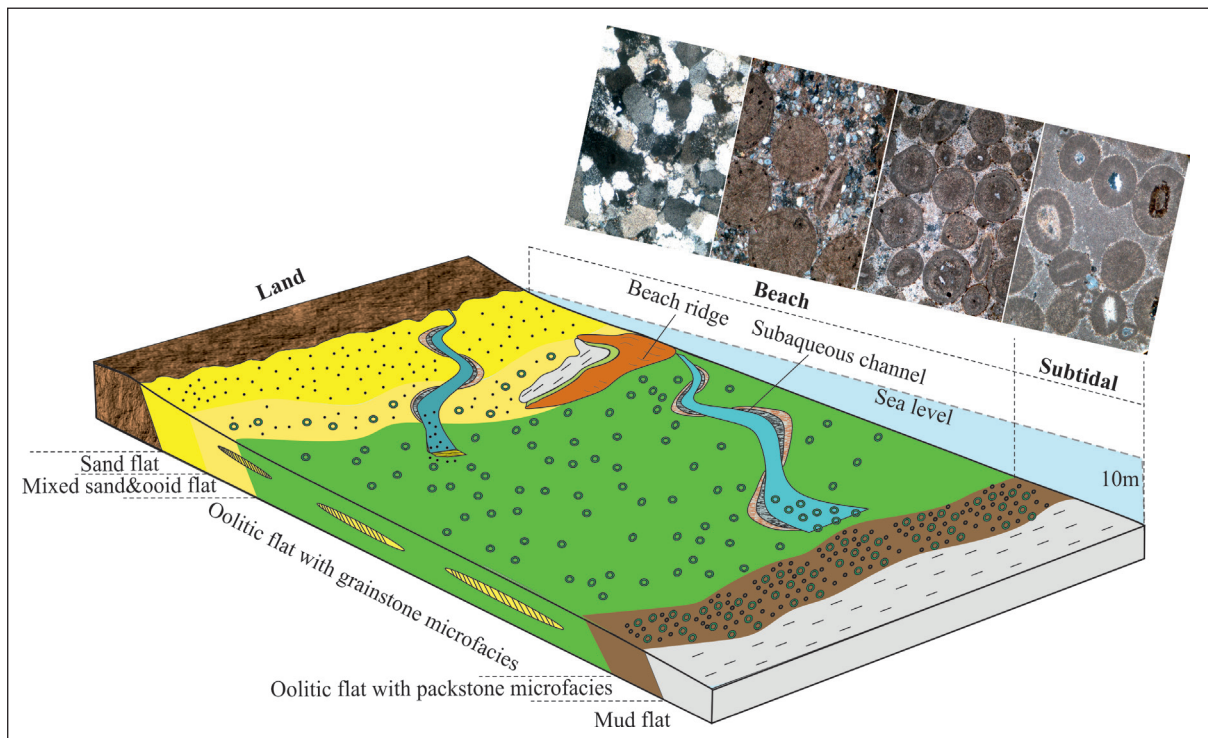 Land
Beach
Beach ridge
Subaqueous channel
Subtidal
Sea level
10m
Sand flat
Mixed sand&ooid flat
Oolitic flat with grainstone microfacies
Oolitic flat with packstone microfacies
Mud flat